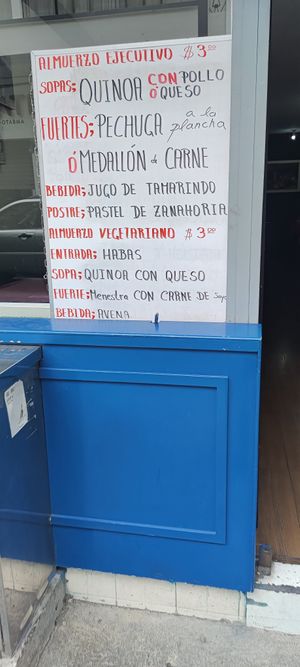 ALMUERZO EJECUTIVO $3.00
SOPAS; QUINOA CON POLLO
Ó QUESO
FUERTES; PECHUGA a la plancha
Ó MEDALLÓN de CARNE
BEBIDA; JUGO DE TAMARINDO
POSTRE; PASTEL DE ZANAHORIA
ALMUERZO VEGETARIANO $3.00
ENTRADA; HABAS
SOPA; QUINOA CON QUESO
FUERTE; Menestra CON CARNE DE Soya
BEBIDA; AVENA